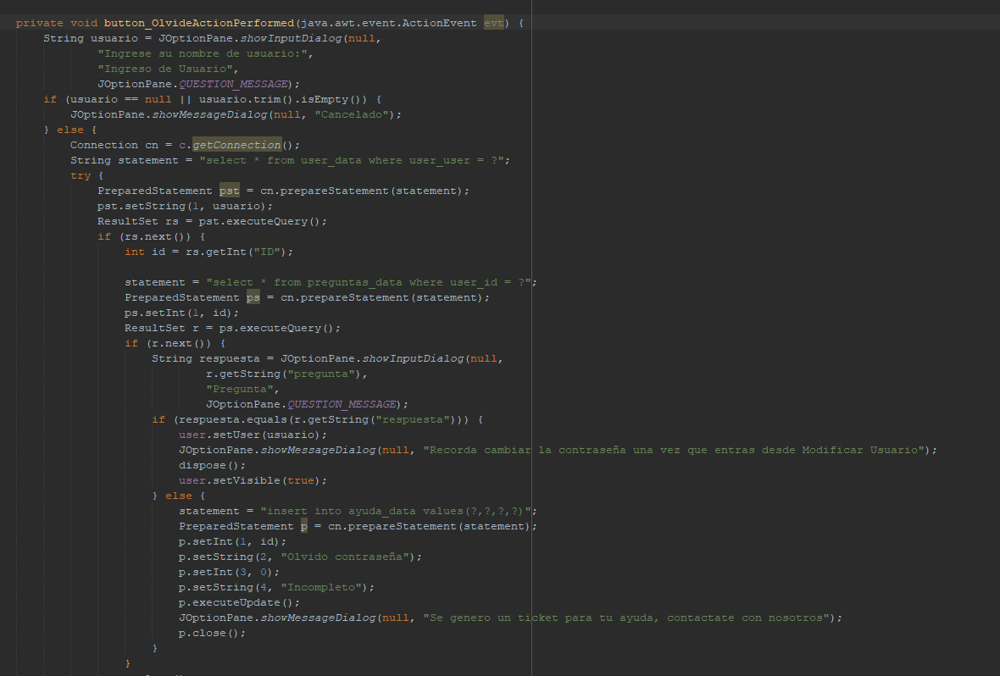 private void button_OlvideActionPerformed(java.awt.event.ActionEvent evt) {
String usuario = JOptionPane.showInputDialog(null,
"Ingrese su nombre de usuario:",
"Ingreso de Usuario",
JOptionPane.QUESTION_MESSAGE);
if (usuario == null || usuario.trim().isEmpty()) {
JOptionPane.showMessageDialog(null, "Cancelado");
} else {
Connection cn = c.getConnection();
String statement = "select * from user_data where user_user = ?";
try {
PreparedStatement pst = cn.prepareStatement(statement);
pst.setString(1, usuario);
ResultSet rs = pst.executeQuery();
if (rs.next()) {
int id = rs.getInt("ID");
statement = "select * from preguntas_data where user_id = ?";
PreparedStatement ps = cn.prepareStatement(statement);
ps.setInt(1, id);
ResultSet r = ps.executeQuery();
if (r.next()) {
String respuesta = JOptionPane.showInputDialog(null,
r.getString("pregunta"),
"Pregunta",
JOptionPane.QUESTION_MESSAGE);
if (respuesta.equals(r.getString("respuesta"))) {
user.setUser(usuario);
JOptionPane.showMessageDialog(null, "Recorda cambiar la contraseña una vez que entras desde Modificar Usuario");
dispose();
user.setVisible(true);
} else {
statement = "insert into ayuda_data values(?,?,?,?)";
PreparedStatement p = cn.prepareStatement(statement);
p.setInt(1, id);
p.setString(2, "Olvido contraseña");
p.setInt(3, 0);
p.setString(4, "Incompleto");
p.executeUpdate();
JOptionPane.showMessageDialog(null, "Se genero un ticket para tu ayuda, contactate con nosotros");
p.close();
}
}